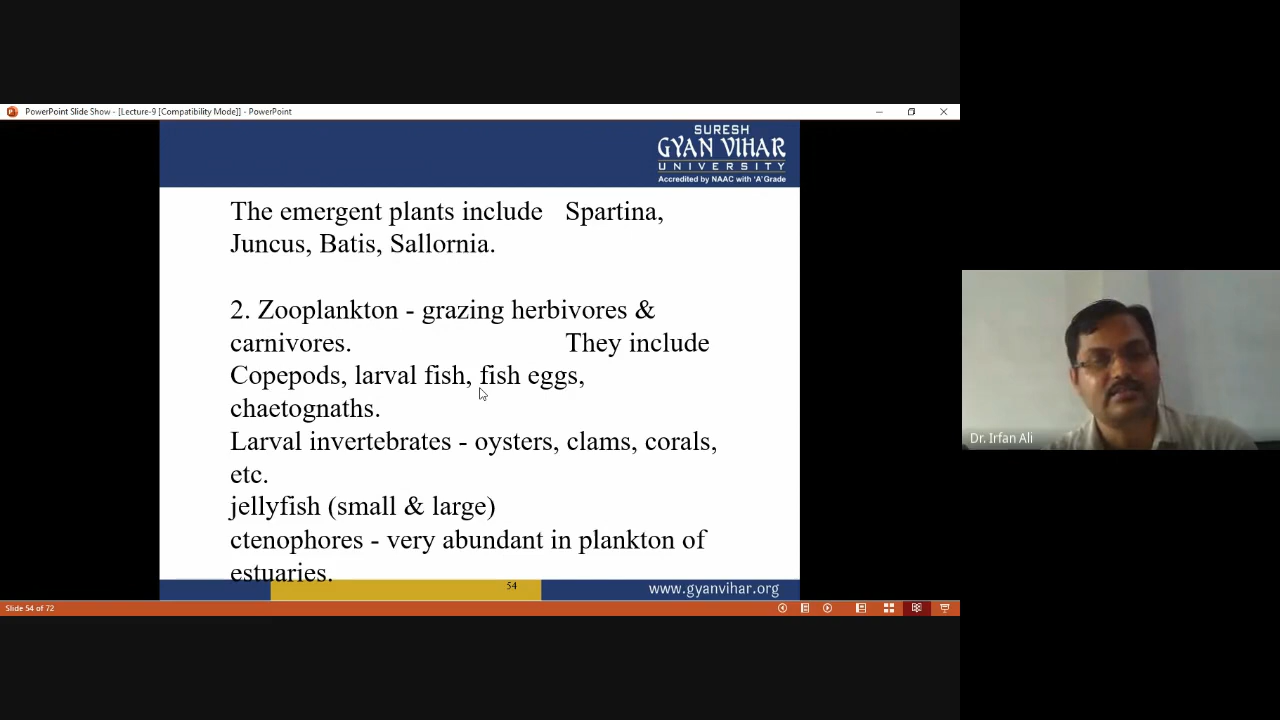 PowerPoint Slide Show - [Lecture-9 [Compatibility Mode]] - PowerPoint
SURESH
GYAN VIHAR
UNIVERSITY
Accredited by NAAC with 'A' Grade
The emergent plants include Spartina,
Juncus, Batis, Sallornia.
2. Zooplankton - grazing herbivores &
carnivores. They include
Copepods, larval fish, fish eggs,
chaetognaths.
Larval invertebrates - oysters, clams, corals,
etc.
jellyfish (small & large)
ctenophores - very abundant in plankton of
estuaries.
54
www.gyanvihar.org
Slide 54 of 72
Dr. Irfan Ali